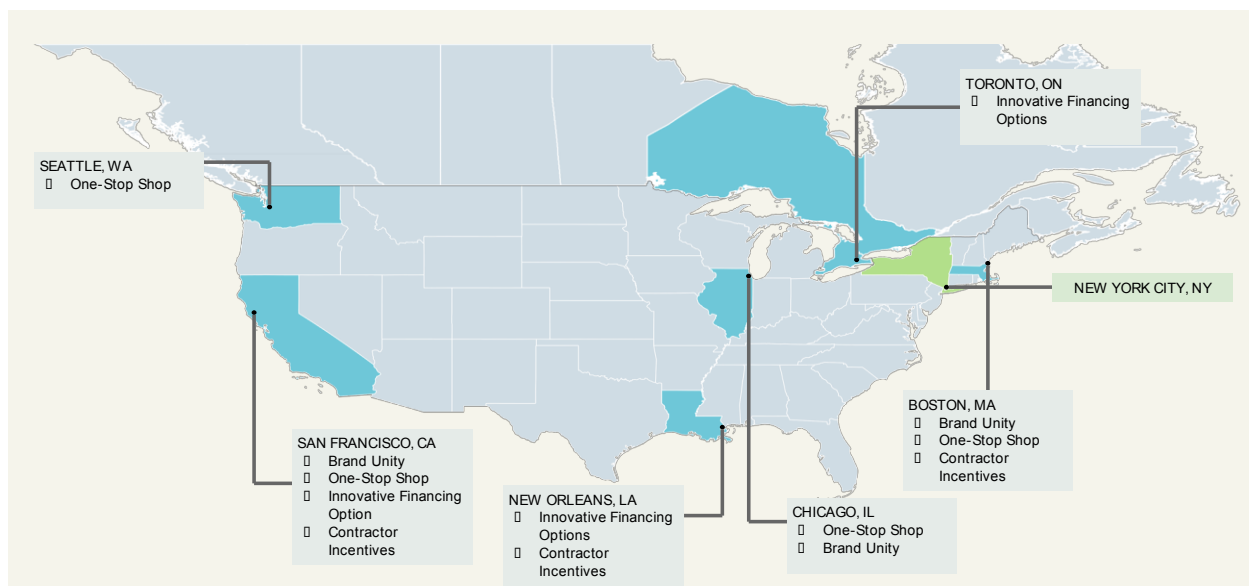 TORONTO, ON
▯ Innovative Financing
Options
SEATTLE, WA
▯ One-Stop Shop
NEW YORK CITY, NY
BOSTON, MA
▯ Brand Unity
▯ One-Stop Shop
▯ Contractor
Incentives
SAN FRANCISCO, CA
▯ Brand Unity
▯ One-Stop Shop
▯ Innovative Financing
Option
▯ Contractor
Incentives
NEW ORLEANS, LA
▯ Innovative Financing
Options
▯ Contractor
Incentives
CHICAGO, IL
▯ One-Stop Shop
▯ Brand Unity